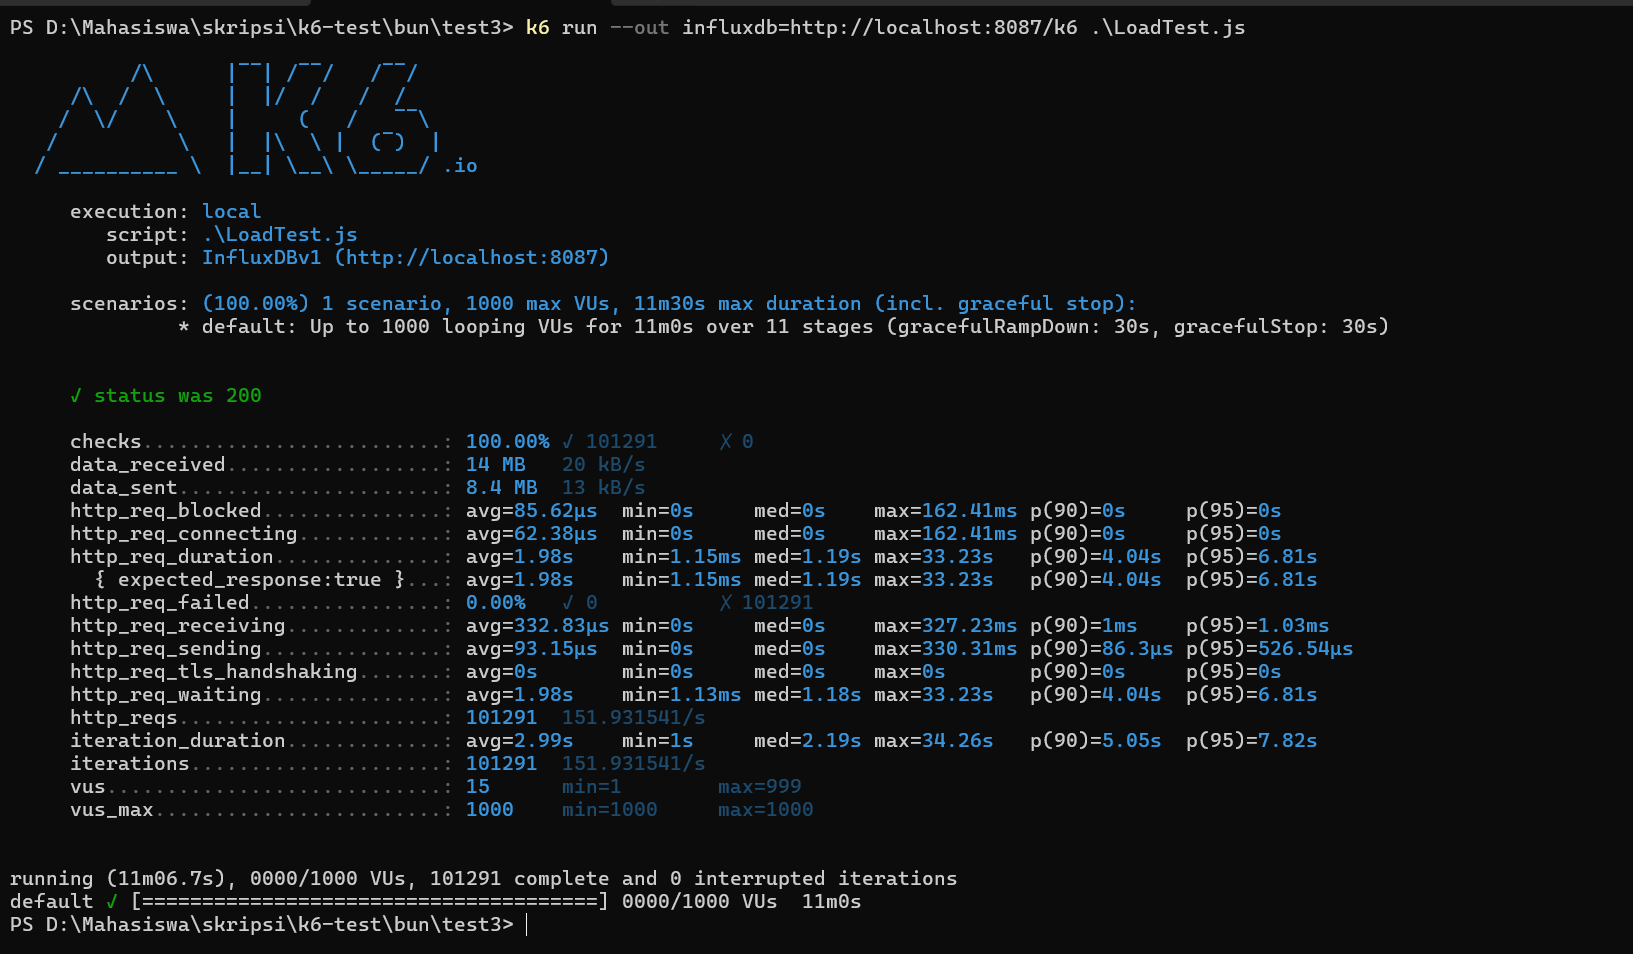 PS D:\Mahasiswa\skripsi\k6-test\bun\test3> k6 run --out influxdb=http://localhost:8087/k6 .\LoadTest.js
          /\      |‾‾| /‾‾/   /‾‾/
     /\  /  \     |  |/  /   /  /
    /  \/    \    |     (   /   ‾‾\
   /          \   |  |\  \ |  (‾)  |
  / __________ \  |__| \__\ \_____/ .io
execution: local
script: .\LoadTest.js
output: InfluxDBv1 (http://localhost:8087)
scenarios: (100.00%) 1 scenario, 1000 max VUs, 11m30s max duration (incl. graceful stop):
* default: Up to 1000 looping VUs for 11m0s over 11 stages (gracefulRampDown: 30s, gracefulStop: 30s)
✓ status was 200
checks.........................: 100.00% ✓ 101291     ✗ 0
data_received..................: 14 MB   20 kB/s
data_sent......................: 8.4 MB  13 kB/s
http_req_blocked...............: avg=85.62µs  min=0s     med=0s    max=162.41ms p(90)=0s     p(95)=0s
http_req_connecting............: avg=62.38µs  min=0s     med=0s    max=162.41ms p(90)=0s     p(95)=0s
http_req_duration..............: avg=1.98s    min=1.15ms med=1.19s max=33.23s   p(90)=4.04s  p(95)=6.81s
{ expected_response:true }...: avg=1.98s    min=1.15ms med=1.19s max=33.23s   p(90)=4.04s  p(95)=6.81s
http_req_failed................: 0.00%   ✓ 0          ✗ 101291
http_req_receiving.............: avg=332.83µs min=0s     med=0s    max=327.23ms p(90)=1ms    p(95)=1.03ms
http_req_sending...............: avg=93.15µs  min=0s     med=0s    max=330.31ms p(90)=86.3µs p(95)=526.54µs
http_req_tls_handshaking.......: avg=0s       min=0s     med=0s    max=0s       p(90)=0s     p(95)=0s
http_req_waiting...............: avg=1.98s    min=1.13ms med=1.18s max=33.23s   p(90)=4.04s  p(95)=6.81s
http_reqs......................: 101291  151.931541/s
iteration_duration.............: avg=2.99s    min=1s     med=2.19s max=34.26s   p(90)=5.05s  p(95)=7.82s
iterations.....................: 101291  151.931541/s
vus............................: 15      min=1        max=999
vus_max........................: 1000    min=1000     max=1000
running (11m06.7s), 0000/1000 VUs, 101291 complete and 0 interrupted iterations
default ✓ [======================================] 0000/1000 VUs  11m0s
PS D:\Mahasiswa\skripsi\k6-test\bun\test3>